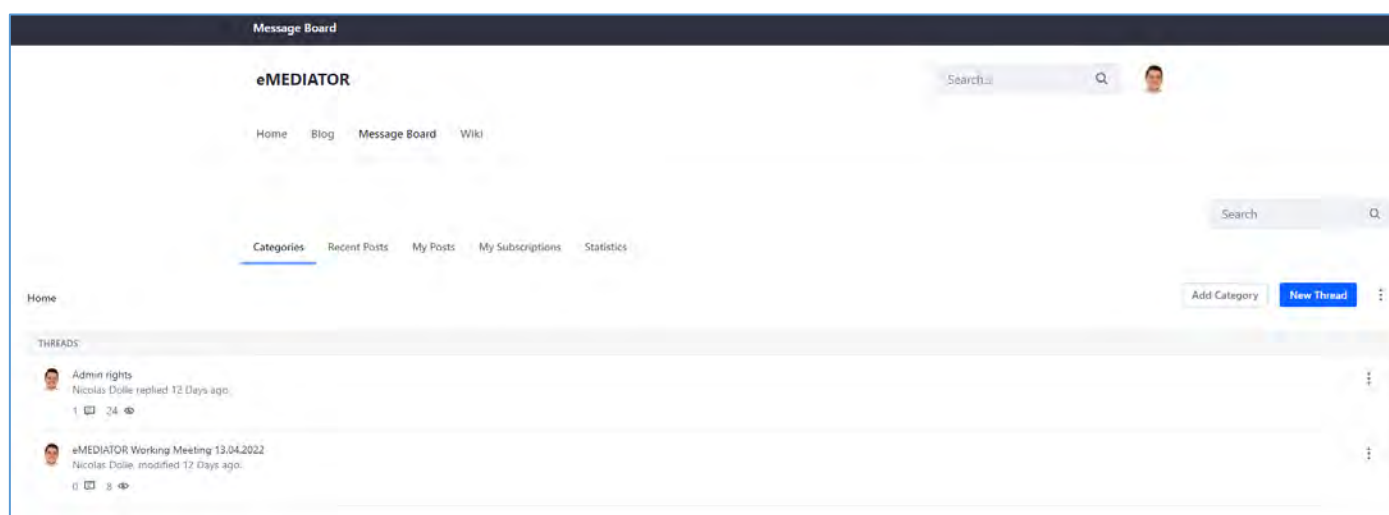 Message Board
eMEDIATOR
Search...
Home Blog Message Board Wiki
Search
Categories Recent Posts My Posts My Subscriptions Statistics
Home
Add Category New Thread
THREADS
Admin rights
Nicolas Dolle replied 12 Days ago.
1 24
eMEDIATOR Working Meeting 13.04.2022
Nicolas Dolle, modified 12 Days ago.
0 8